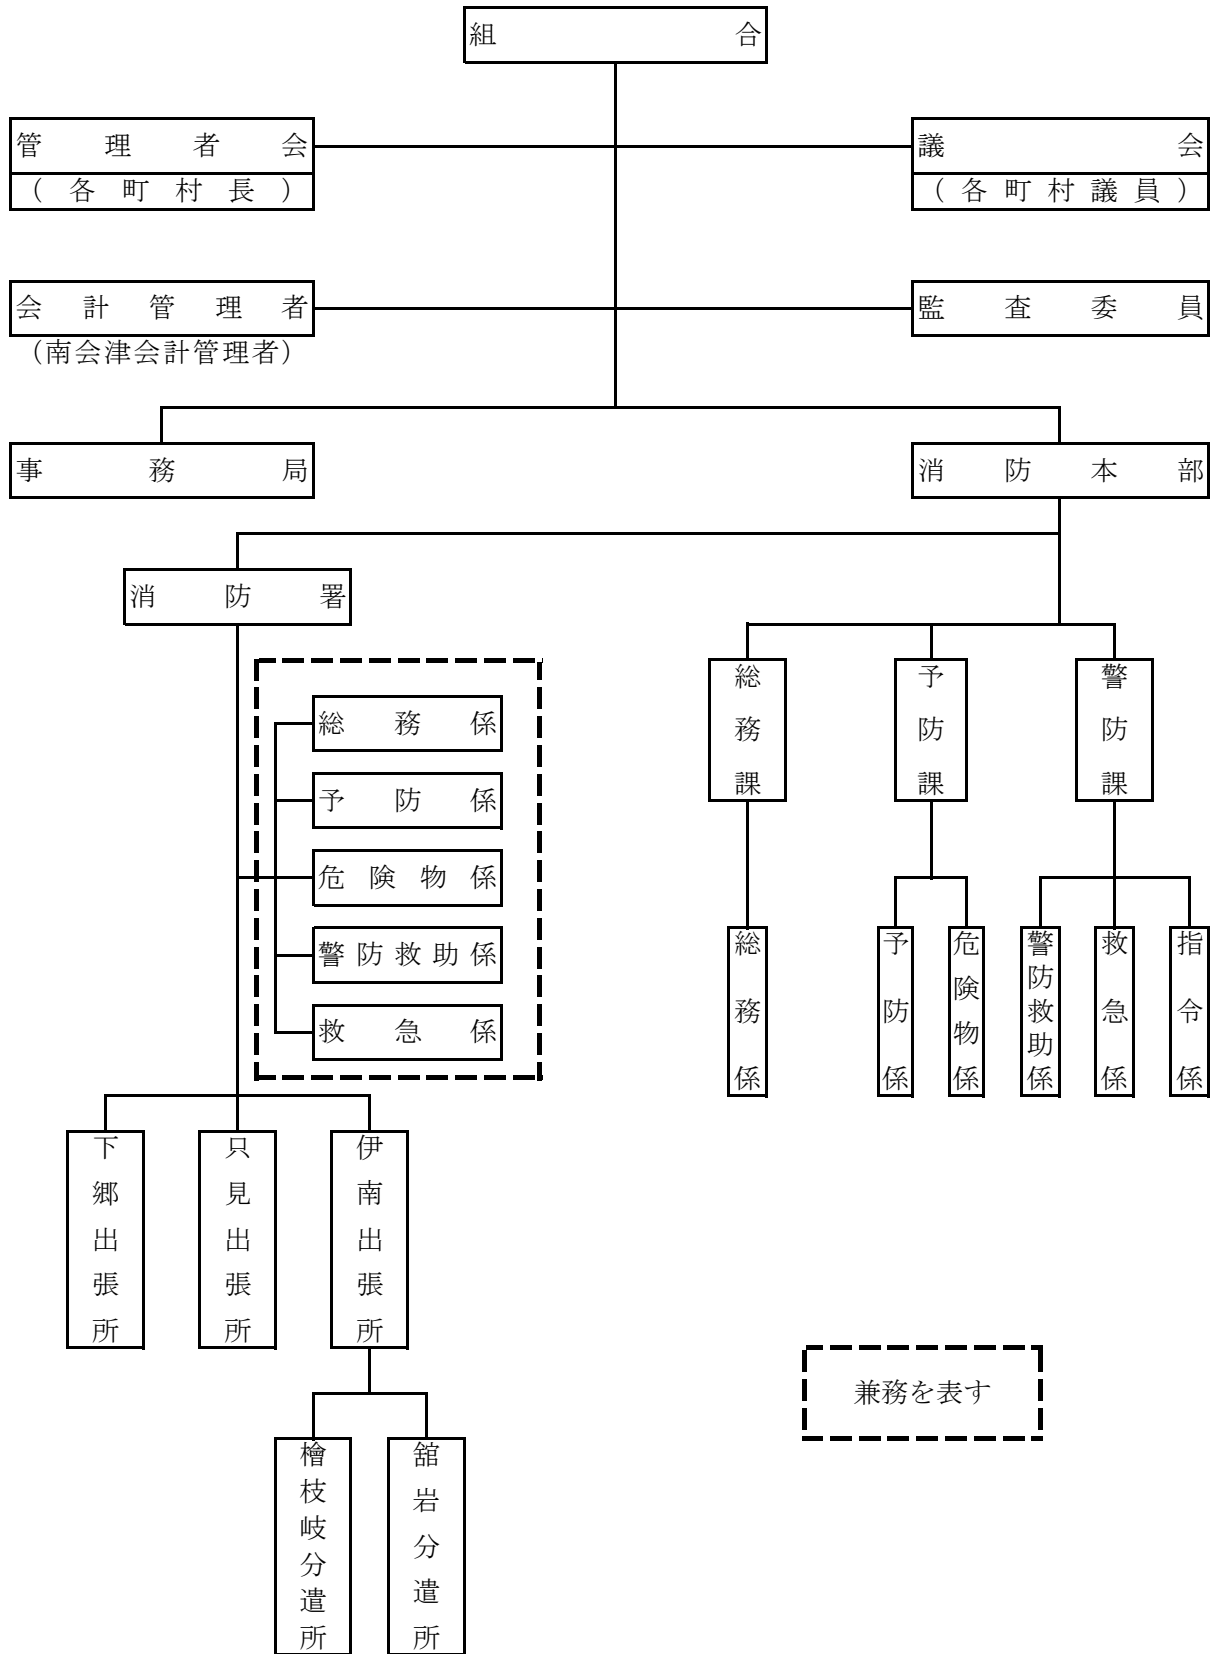 組合
管理者会
（各町村長）
議会
（各町村議員）
会計管理者
（南会津会計管理者）
監査委員
事務局
消防本部
消防署
総務係
予防係
危険物係
警防救助係
救急係
総務課
予防課
警防課
総務係
予防係
危険物係
警防救助係
救急係
指令係
下郷出張所
只見出張所
伊南出張所
兼務を表す
檜枝岐分遣所
舘岩分遣所